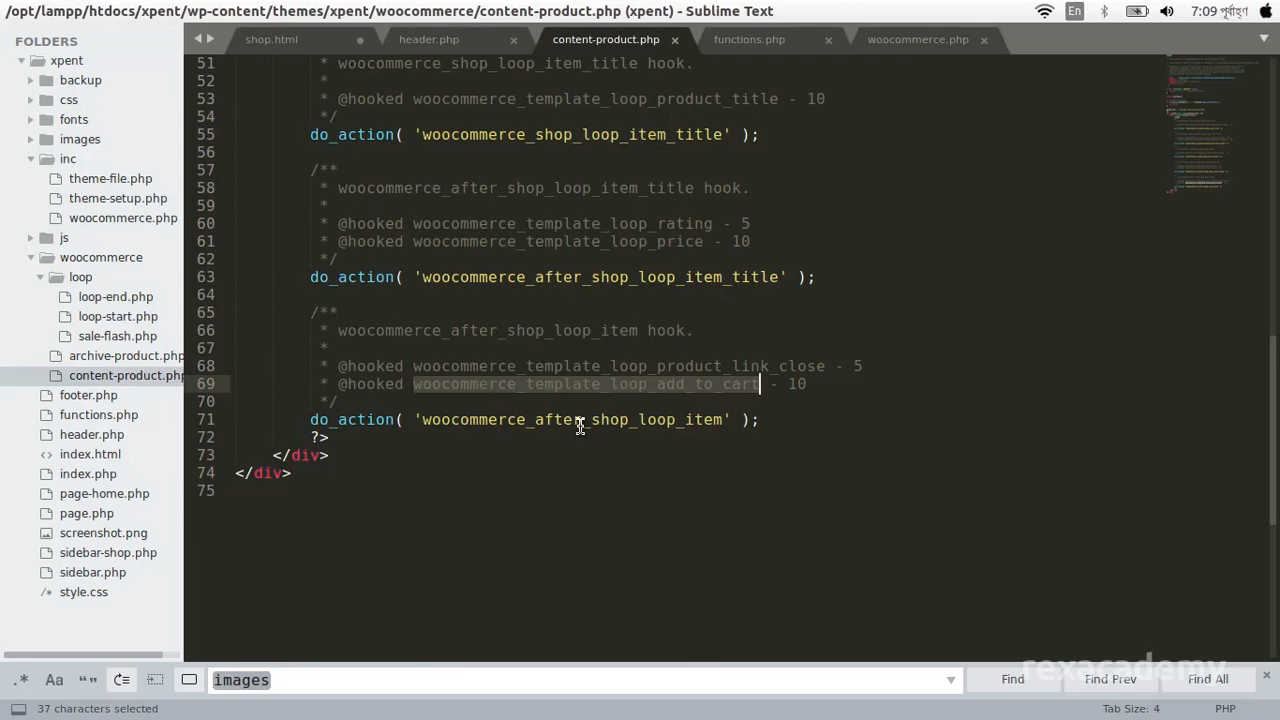 /opt/lampp/htdocs/xpent/wp-content/themes/xpent/woocommerce/content-product.php (xpent) - Sublime Text
En
7:09 পূর্বাহ্ণ
FOLDERS
xpent
backup
css
fonts
images
inc
theme-file.php
theme-setup.php
woocommerce.php
js
woocommerce
loop
loop-end.php
loop-start.php
sale-flash.php
archive-product.php
content-product.php
footer.php
functions.php
header.php
index.html
index.php
page-home.php
page.php
screenshot.png
sidebar-shop.php
sidebar.php
style.css
shop.html
header.php
content-product.php
functions.php
woocommerce.php
51 * woocommerce_shop_loop_item_title hook.
52 *
53 * @hooked woocommerce_template_loop_product_title - 10
54 */
55 do_action( 'woocommerce_shop_loop_item_title' );
56
57 /**
58 * woocommerce_after_shop_loop_item_title hook.
59 *
60 * @hooked woocommerce_template_loop_rating - 5
61 * @hooked woocommerce_template_loop_price - 10
62 */
63 do_action( 'woocommerce_after_shop_loop_item_title' );
64
65 /**
66 * woocommerce_after_shop_loop_item hook.
67 *
68 * @hooked woocommerce_template_loop_product_link_close - 5
69 * @hooked woocommerce_template_loop_add_to_cart - 10
70 */
71 do_action( 'woocommerce_after_shop_loop_item' );
72 ?>
73 </div>
74 </div>
75
rexacademy
.* Aa “” images Find Find Prev Find All
37 characters selected
Tab Size: 4 PHP